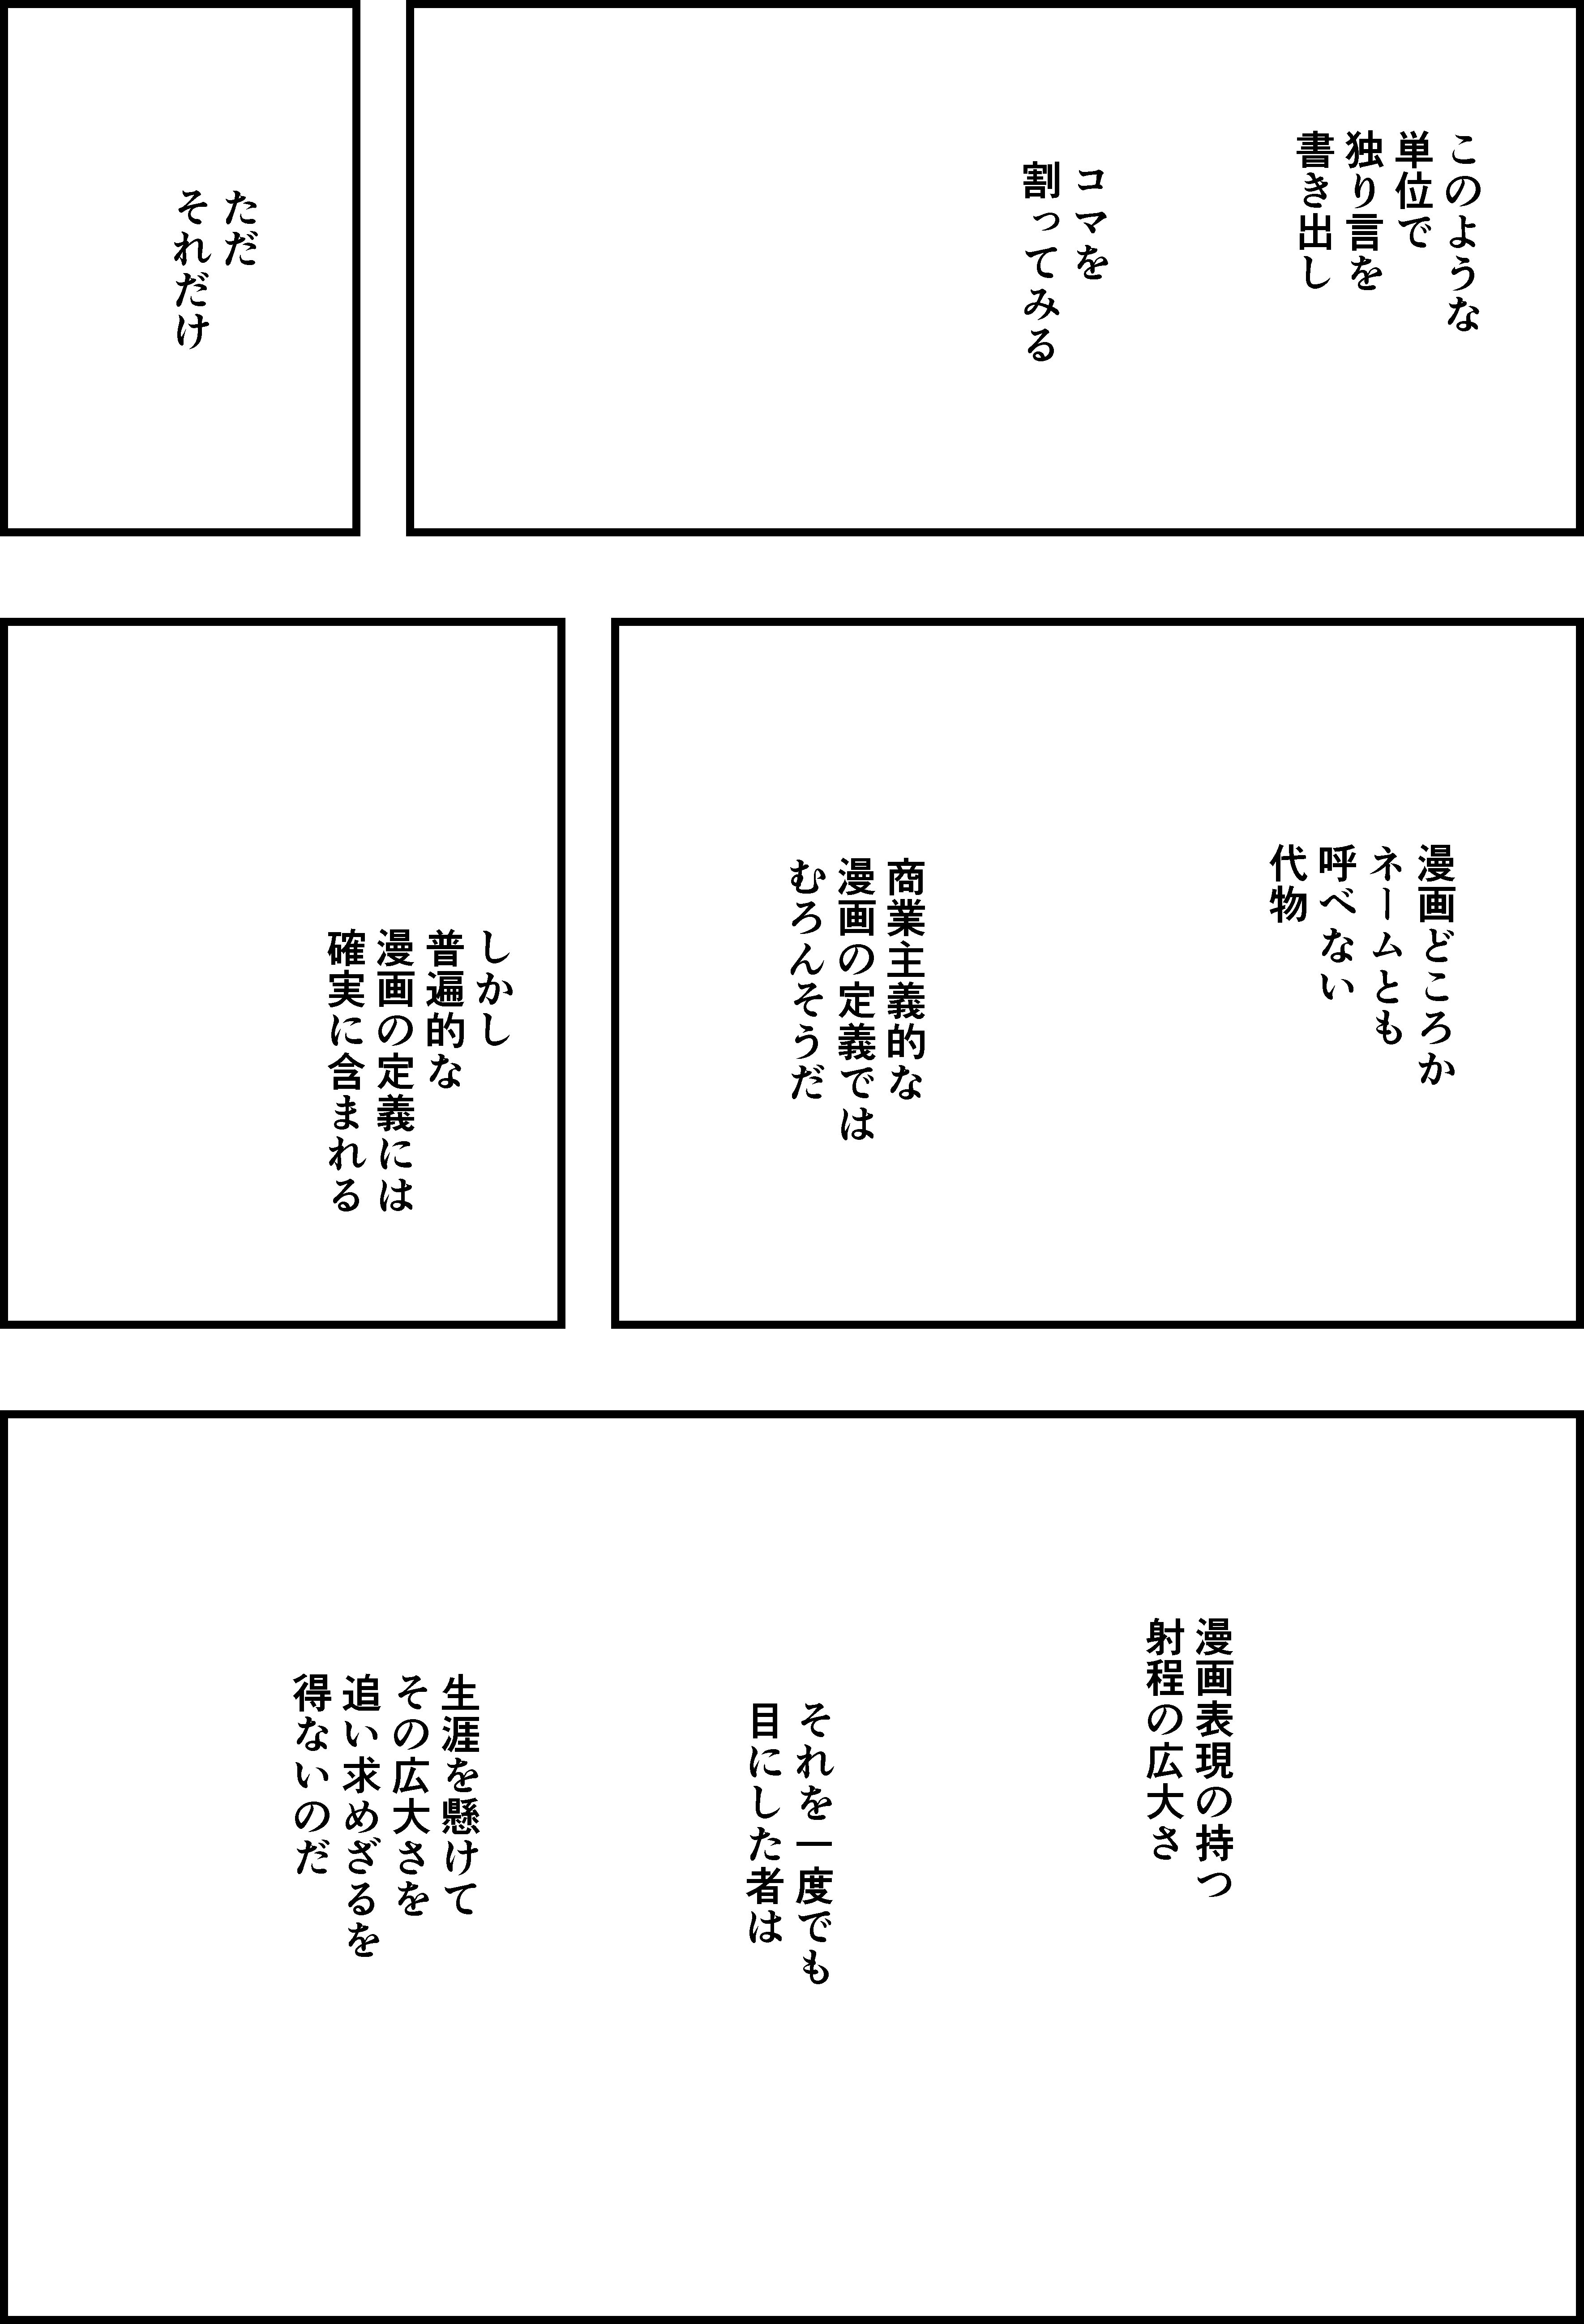 このような
単位で
独り言を
書き出し
コマを
割ってみる
ただ
それだけ
漫画どころか
ネームとも
呼べない
代物
商業主義的な
漫画の定義では
むろんそうだ
しかし
普遍的な
漫画の定義には
確実に含まれる
漫画表現の持つ
射程の広大さ
それを一度でも
目にした者は
生涯を懸けて
その広大さを
追い求めざるを
得ないのだ